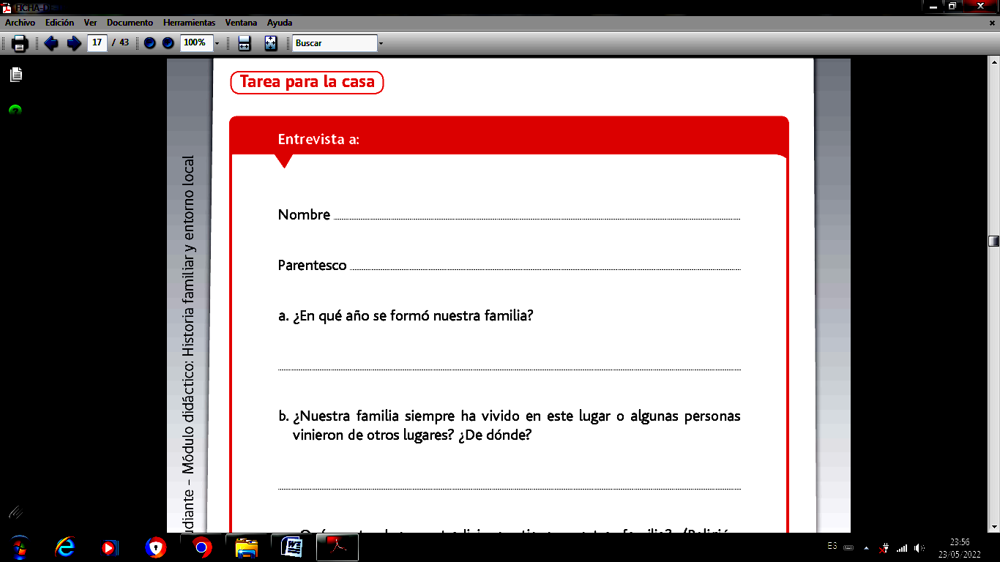 FICHA-DE
Archivo Edición Ver Documento Herramientas Ventana Ayuda
17 / 43 100% Buscar
Tarea para la casa
Entrevista a:
Nombre
Parentesco
a. ¿En qué año se formó nuestra familia?
b. ¿Nuestra familia siempre ha vivido en este lugar o algunas personas
vinieron de otros lugares? ¿De dónde?
udiante – Módulo didáctico: Historia familiar y entorno local
ES
23:56
23/05/2022